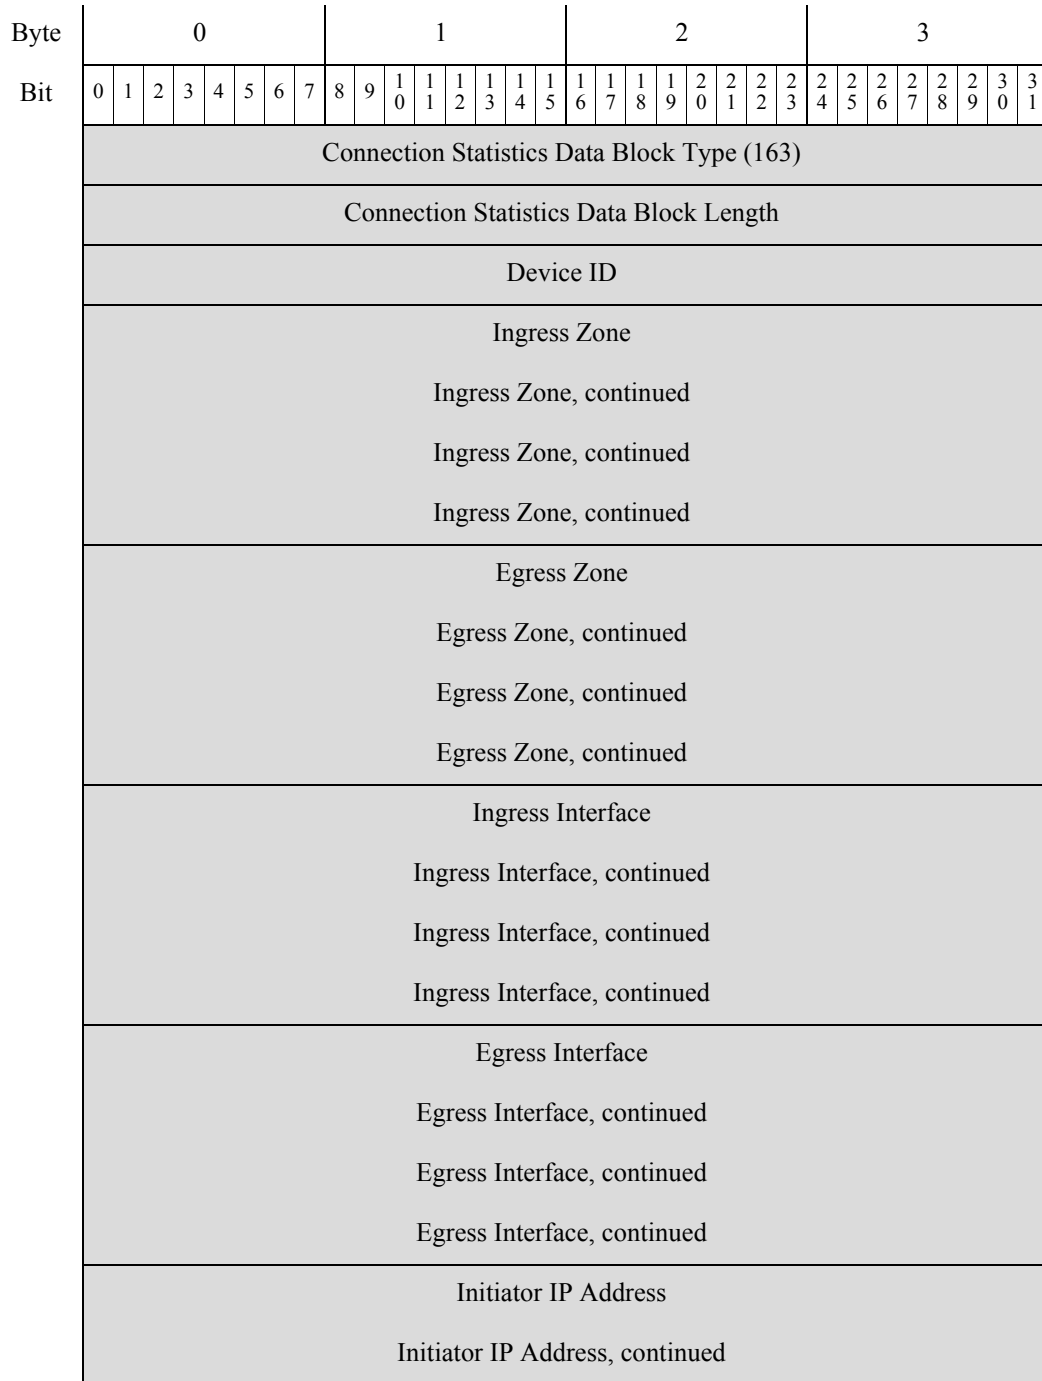 Byte 0 1 2 3
Bit 0 1 2 3 4 5 6 7 8 9 10 11 12 13 14 15 16 17 18 19 20 21 22 23 24 25 26 27 28 29 30 31
Connection Statistics Data Block Type (163)
Connection Statistics Data Block Length
Device ID
Ingress Zone
Ingress Zone, continued
Ingress Zone, continued
Ingress Zone, continued
Egress Zone
Egress Zone, continued
Egress Zone, continued
Egress Zone, continued
Ingress Interface
Ingress Interface, continued
Ingress Interface, continued
Ingress Interface, continued
Egress Interface
Egress Interface, continued
Egress Interface, continued
Egress Interface, continued
Initiator IP Address
Initiator IP Address, continued